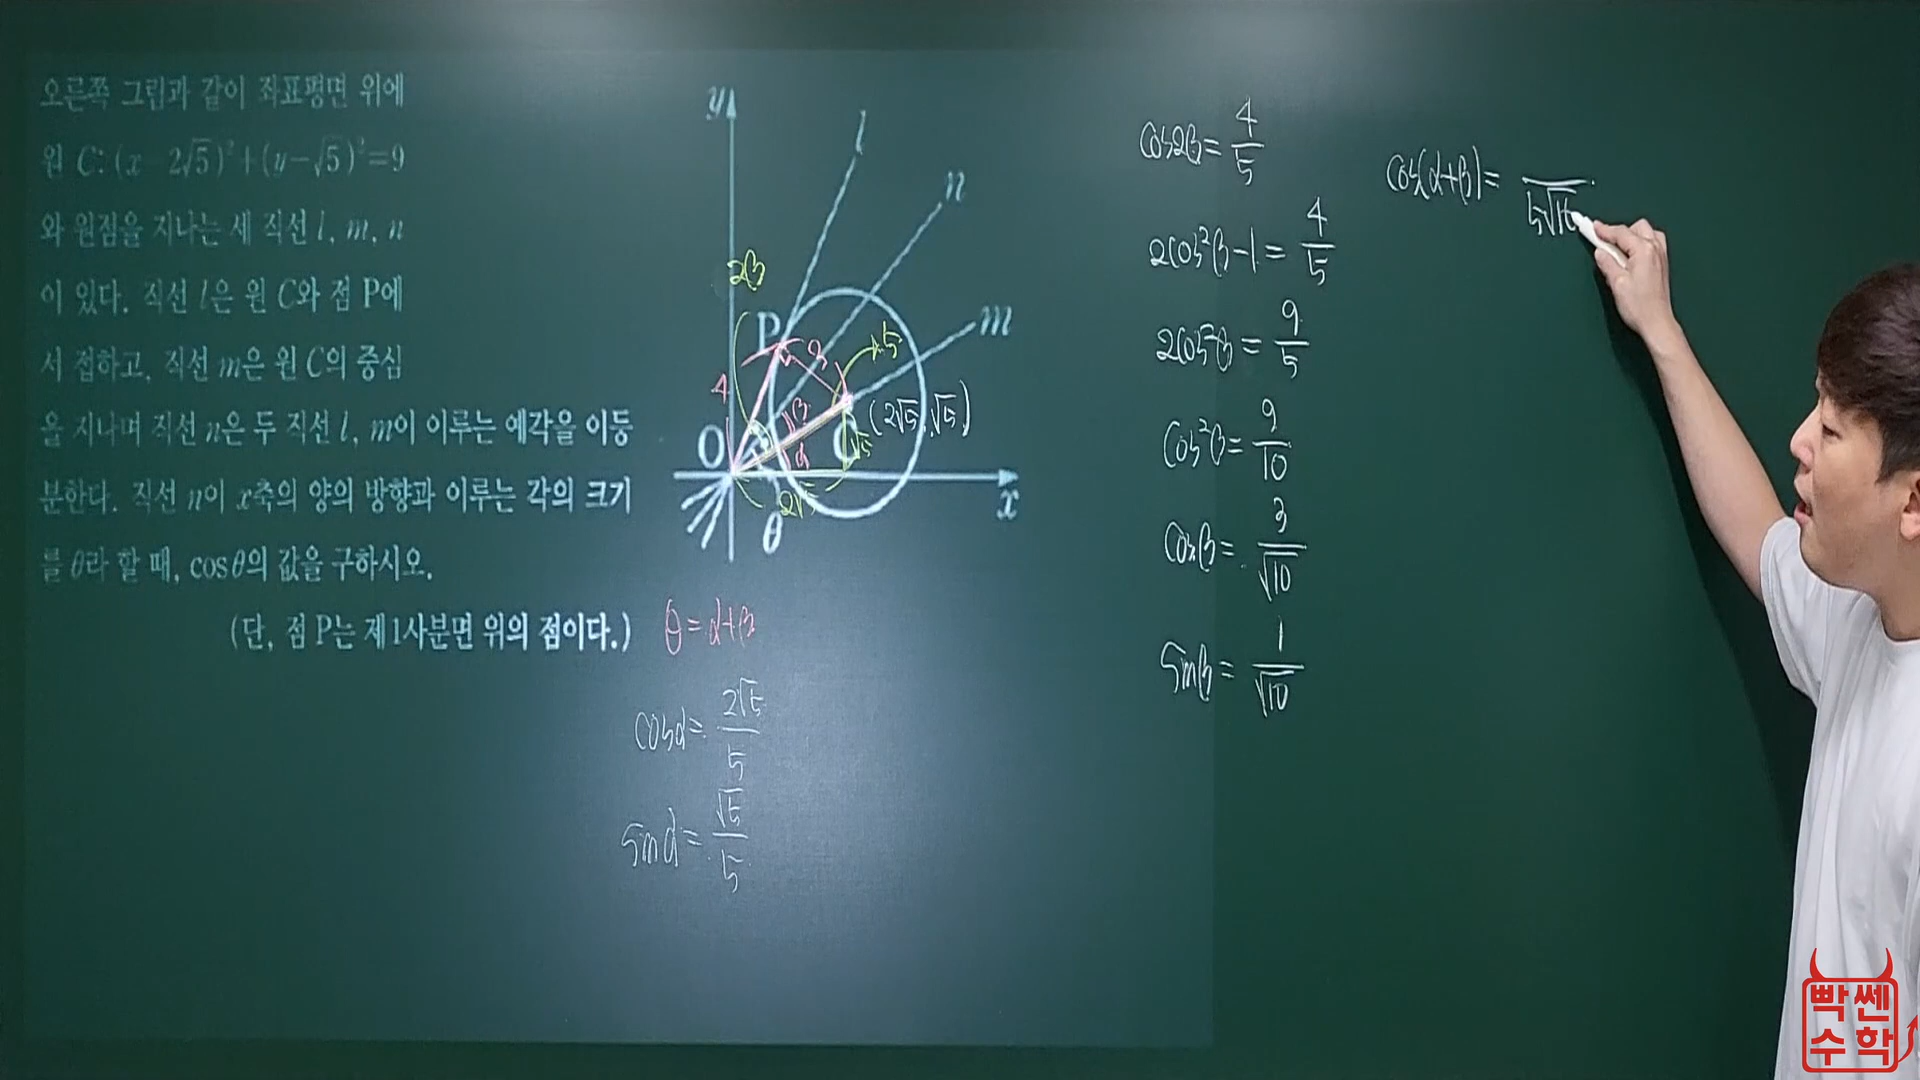 오른쪽 그림과 같이 좌표평면 위에
원 C: (x-2√5)²+(y-√5)²=9
와 원점을 지나는 세 직선 l, m, n
이 있다. 직선 l은 원 C와 점 P에
서 접하고, 직선 m은 원 C의 중심
을 지나며 직선 n은 두 직선 l, m이 이루는 예각을 이등
분한다. 직선 n이 x축의 양의 방향과 이루는 각의 크기
를 θ라 할 때, cosθ의 값을 구하시오.
(단, 점 P는 제1사분면 위의 점이다.)
y
l
n
2β
P
3
5
m
4
β
(2√5, √5)
O
α
C
√5
x
θ
θ=α+β
cosα= 2√5/5
sinα= √5/5
cos2β= 4/5
2cos²β-1= 4/5
2cos²β= 9/5
cos²β= 9/10
cosβ= 3/√10
sinβ= 1/√10
cos(α+β)=
5√10
빡쎈
수학